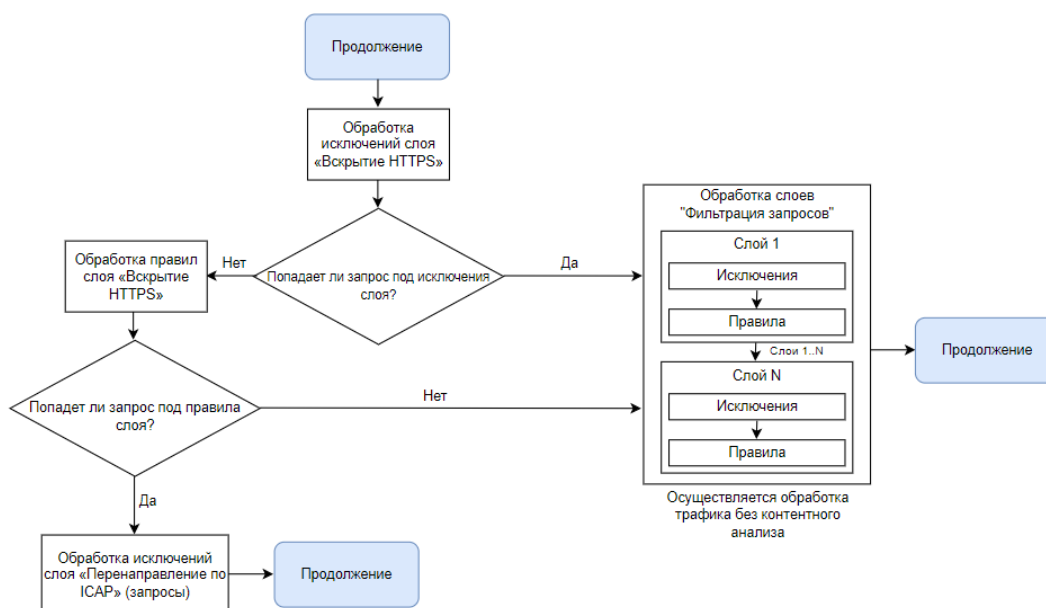 Продолжение
Обработка
исключений слоя
«Вскрытие HTTPS»
Попадает ли запрос под исключения
слоя?
Нет
Да
Обработка правил
слоя «Вскрытие
HTTPS»
Попадет ли запрос под правила
слоя?
Нет
Да
Обработка исключений
слоя «Перенаправление по
ICAP» (запросы)
Продолжение
Обработка слоев
"Фильтрация запросов"
Слой 1
Исключения
Правила
Слои 1..N
Слой N
Исключения
Правила
Осуществляется обработка
трафика без контентного
анализа
Продолжение